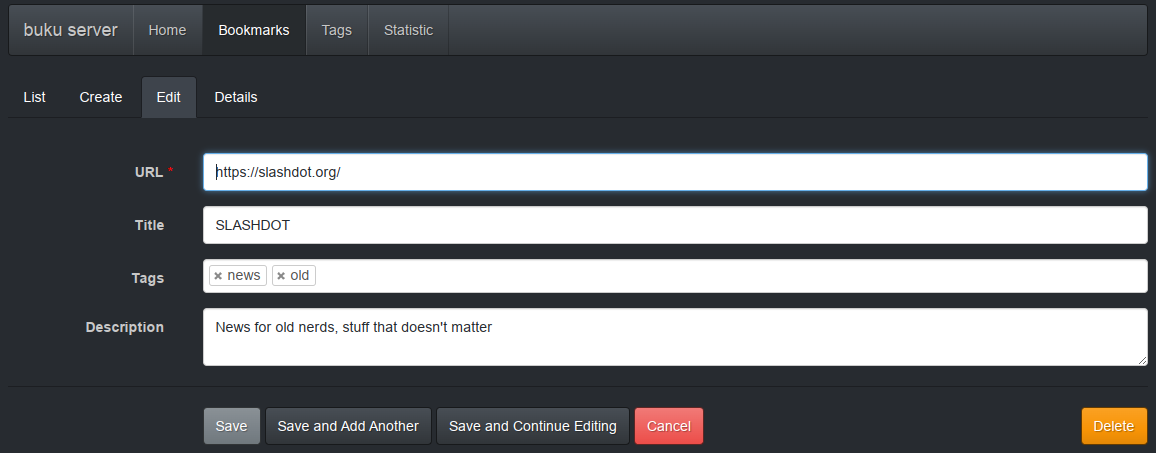 buku server Home Bookmarks Tags Statistic
List Create Edit Details
URL * https://slashdot.org/
Title SLASHDOT
Tags × news × old
Description News for old nerds, stuff that doesn't matter
Save Save and Add Another Save and Continue Editing Cancel Delete